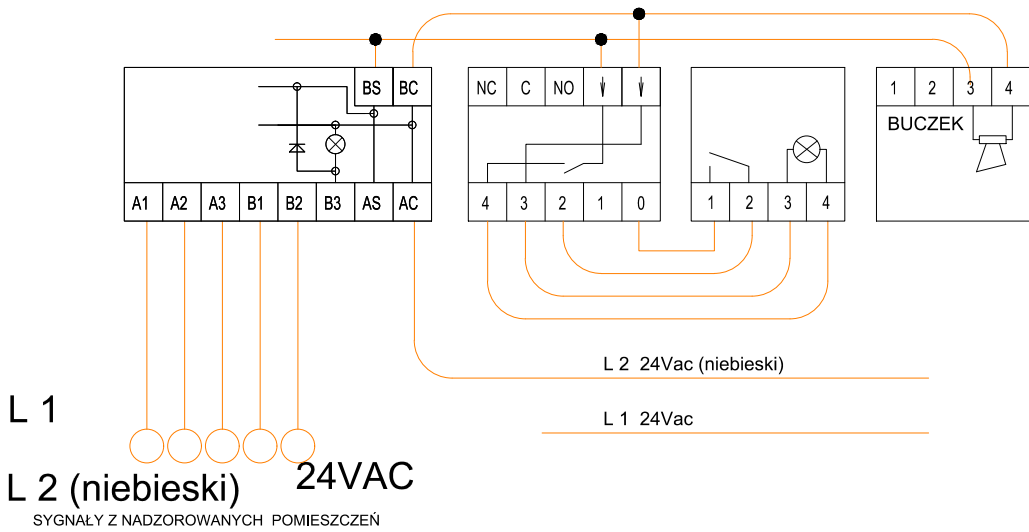 BS BC
NC C NO
1 2 3 4
BUCZEK
A1 A2 A3 B1 B2 B3 AS AC
4 3 2 1 0
1 2 3 4
L 2 24Vac (niebieski)
L 1
L 1 24Vac
L 2 (niebieski)
24VAC
SYGNAŁY Z NADZOROWANYCH POMIESZCZEŃ